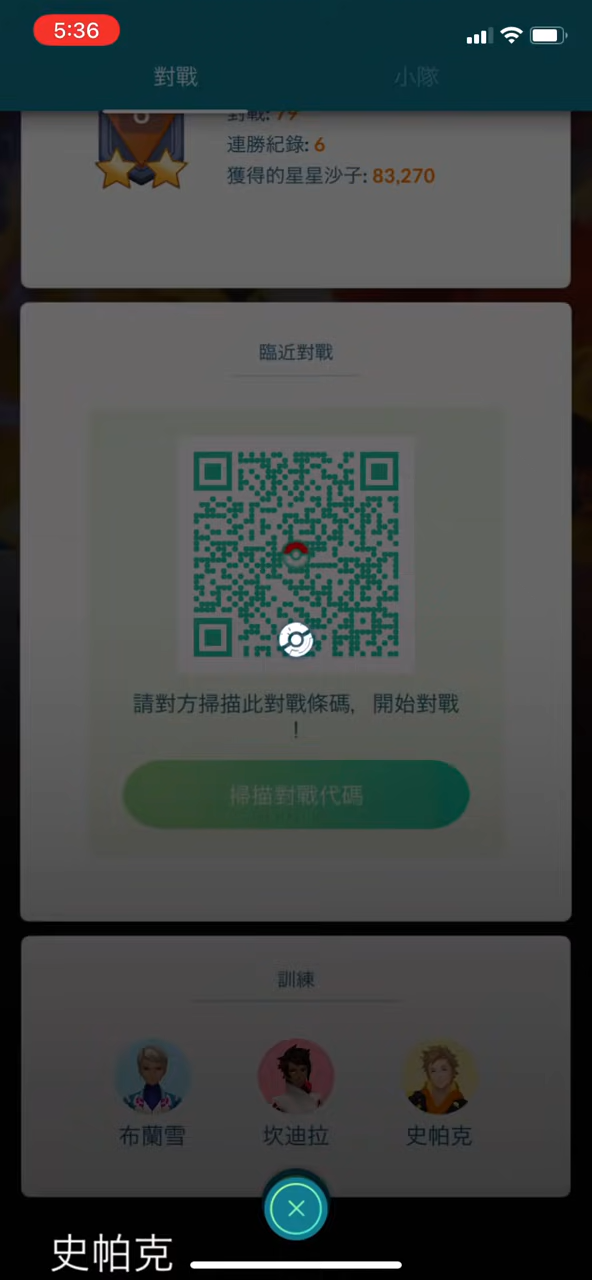 5:36
對戰
小隊
對戰: 79
連勝紀錄: 6
獲得的星星沙子: 83,270
臨近對戰
請對方掃描此對戰條碼, 開始對戰
!
掃描對戰代碼
訓練
布蘭雪
坎迪拉
史帕克
史帕克